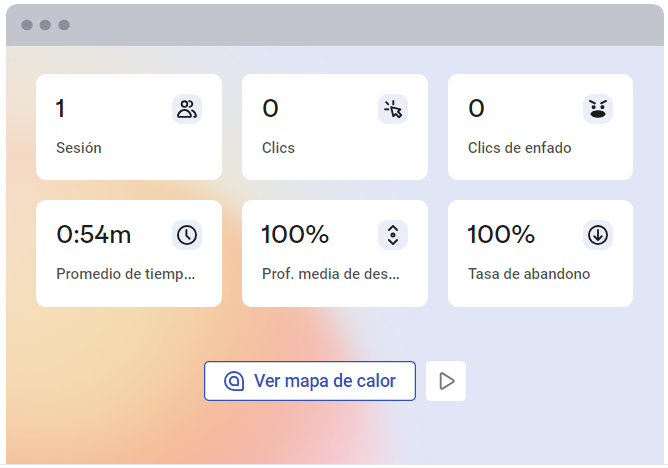 1
Sesión
0
Clics
0
Clics de enfado
0:54m
Promedio de tiemp...
100%
Prof. media de des...
100%
Tasa de abandono
Ver mapa de calor